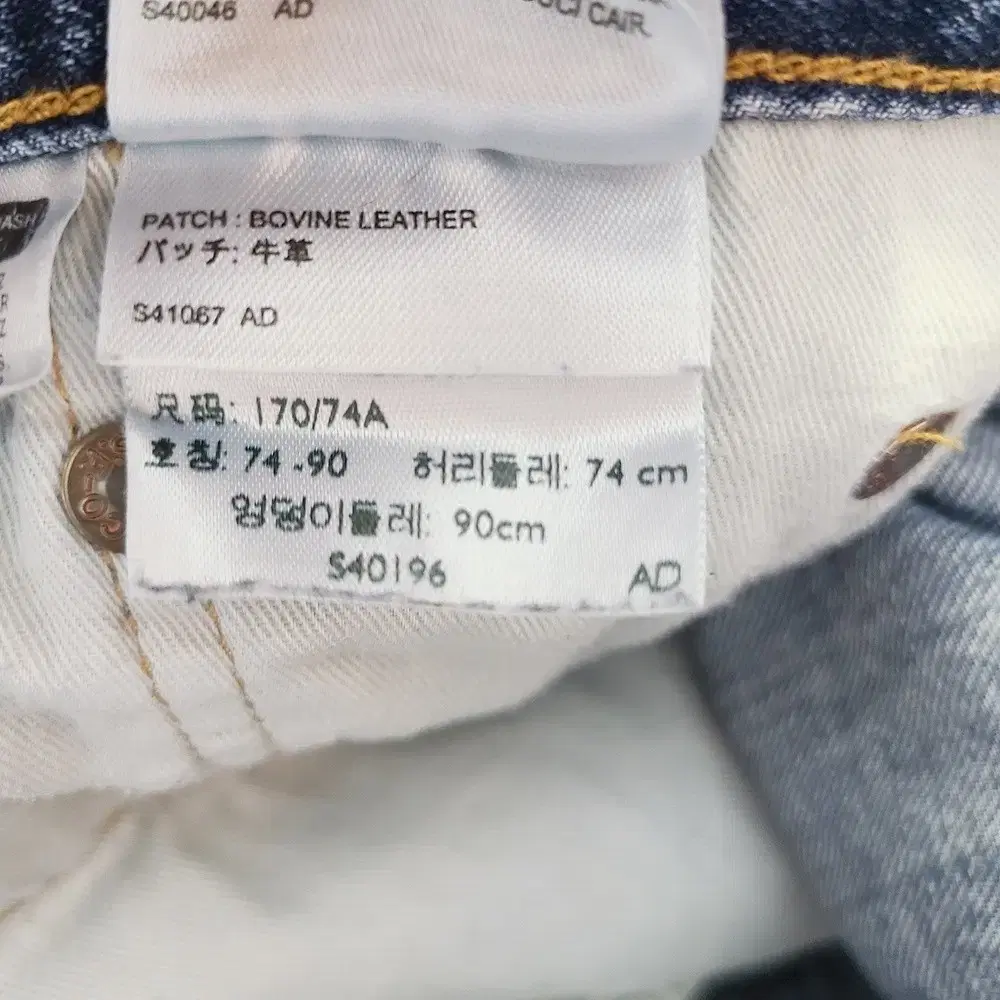 S40046 AD
PATCH : BOVINE LEATHER
パッチ: 牛革
S41067 AD
尺码: 170/74A
호칭: 74-90 허리둘레: 74 cm
엉덩이둘레: 90cm
S40196 AD